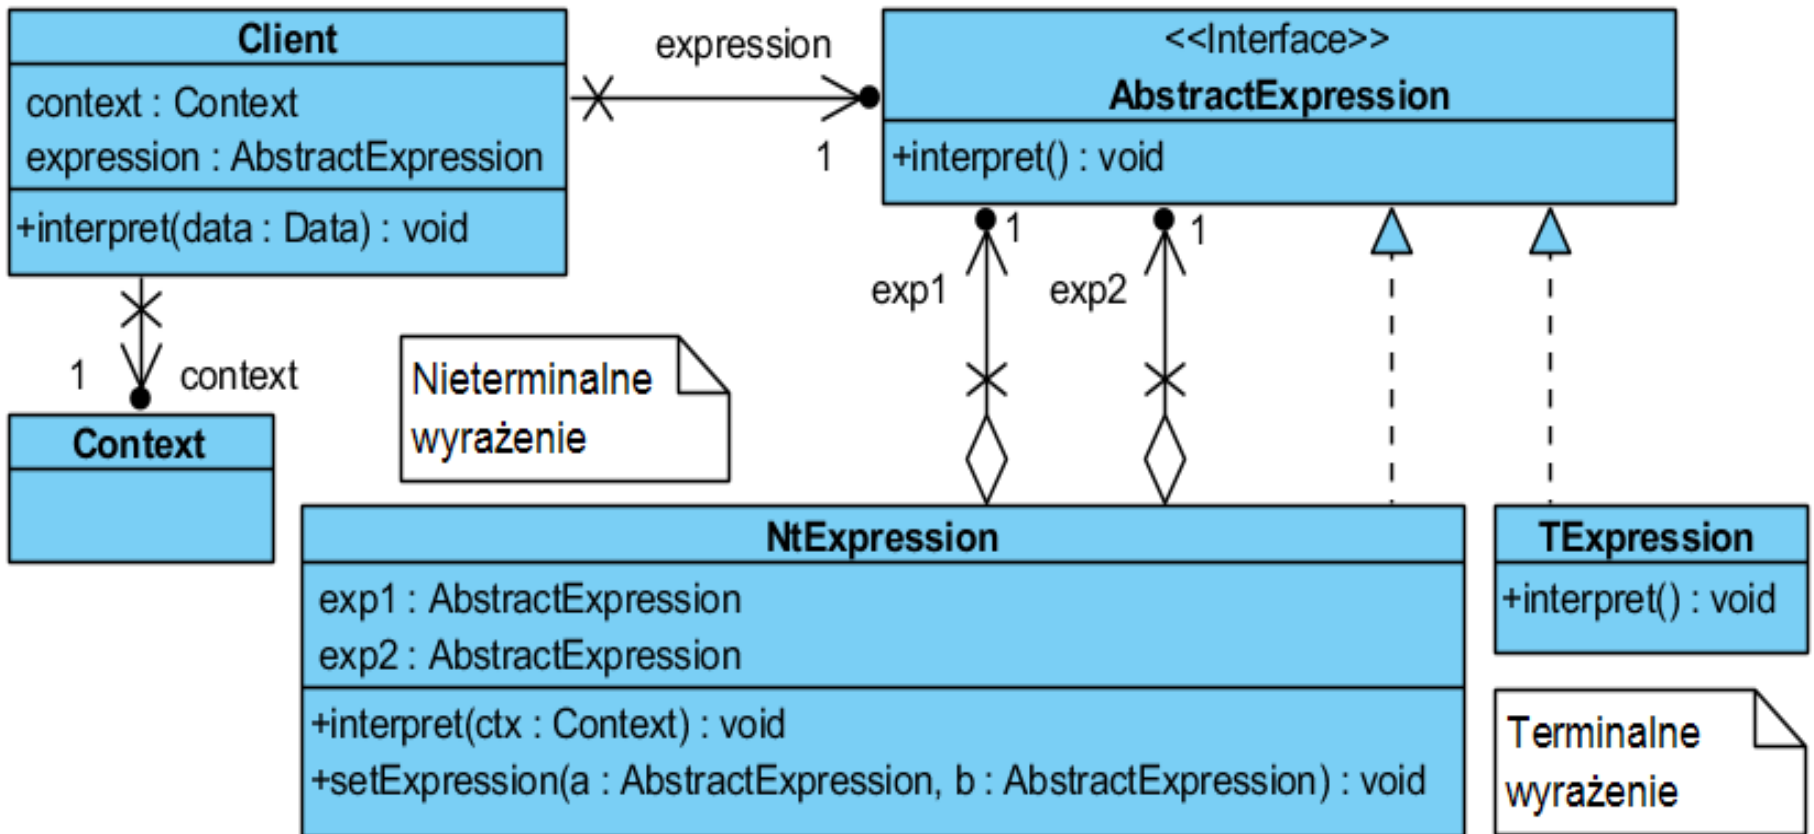 Client
context : Context
expression : AbstractExpression
+interpret(data : Data) : void
expression
1
<<Interface>>
AbstractExpression
+interpret() : void
1
context
Context
Nieterminalne
wyrażenie
exp1
1
exp2
1
NtExpression
exp1 : AbstractExpression
exp2 : AbstractExpression
+interpret(ctx : Context) : void
+setExpression(a : AbstractExpression, b : AbstractExpression) : void
TExpression
+interpret() : void
Terminalne
wyrażenie